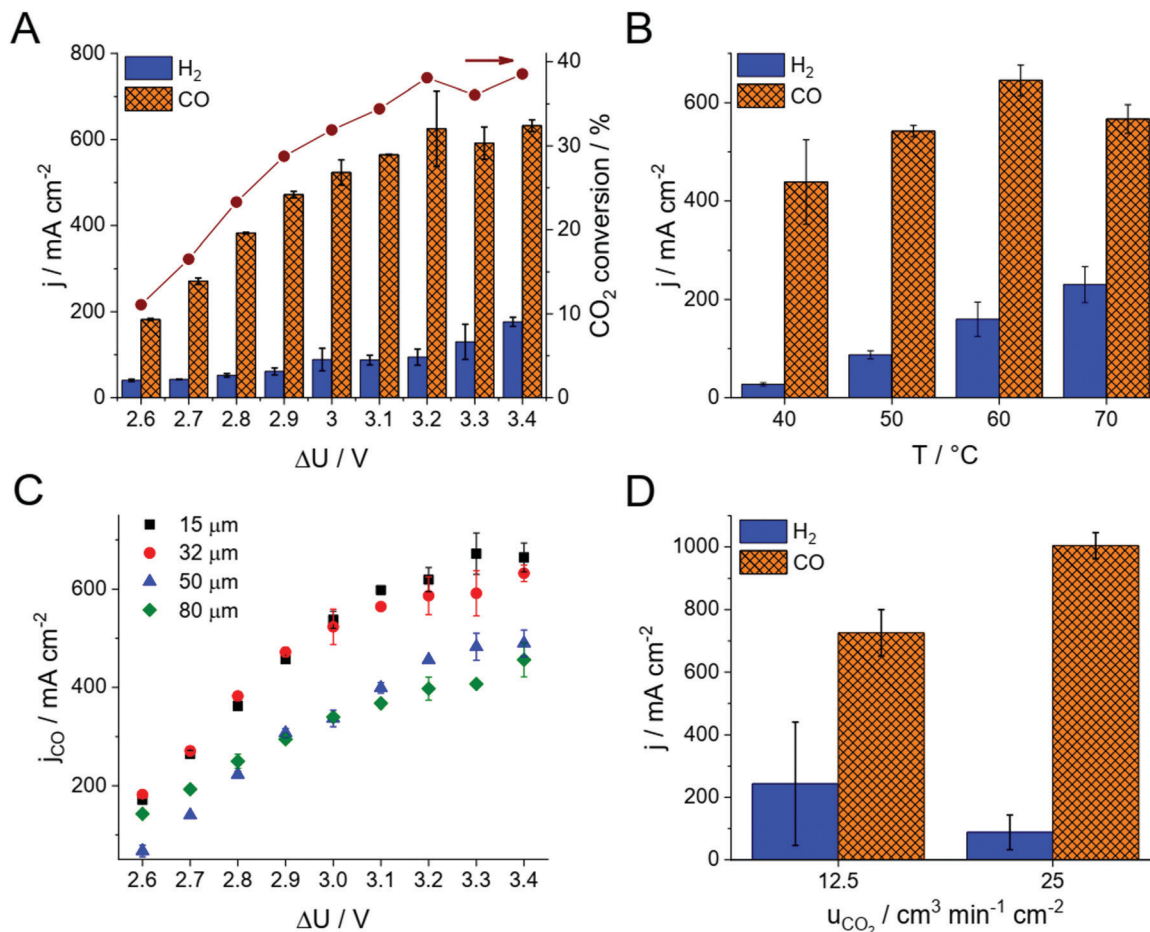 A
H₂
CO
j / mA cm⁻²
800
600
400
200
0
CO₂ conversion / %
40
30
20
10
0
2.6 2.7 2.8 2.9 3 3.1 3.2 3.3 3.4
ΔU / V
B
H₂
CO
j / mA cm⁻²
600
400
200
0
40 50 60 70
T / °C
C
15 μm
32 μm
50 μm
80 μm
j_CO / mA cm⁻²
600
400
200
2.6 2.7 2.8 2.9 3.0 3.1 3.2 3.3 3.4
ΔU / V
D
H₂
CO
j / mA cm⁻²
1000
800
600
400
200
0
12.5 25
u_CO₂ / cm³ min⁻¹ cm⁻²